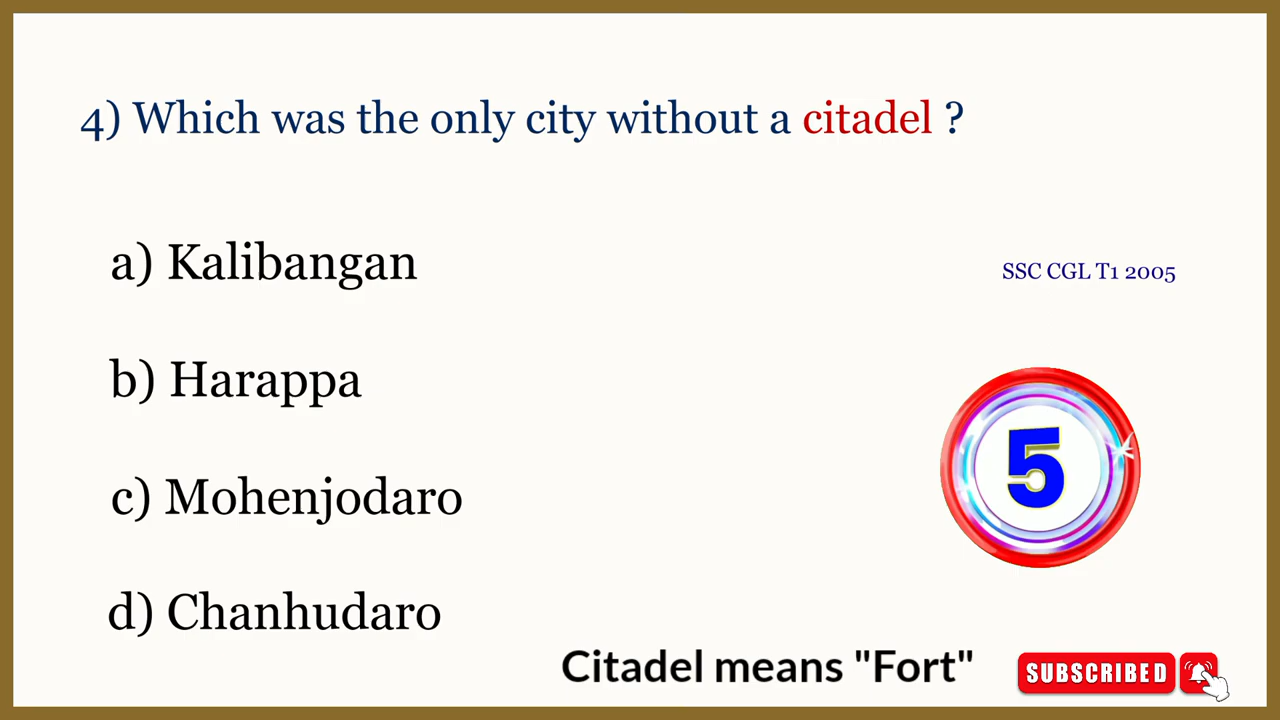 4) Which was the only city without a citadel ?
a) Kalibangan
SSC CGL T1 2005
b) Harappa
5
c) Mohenjodaro
d) Chanhudaro
Citadel means "Fort"
SUBSCRIBED